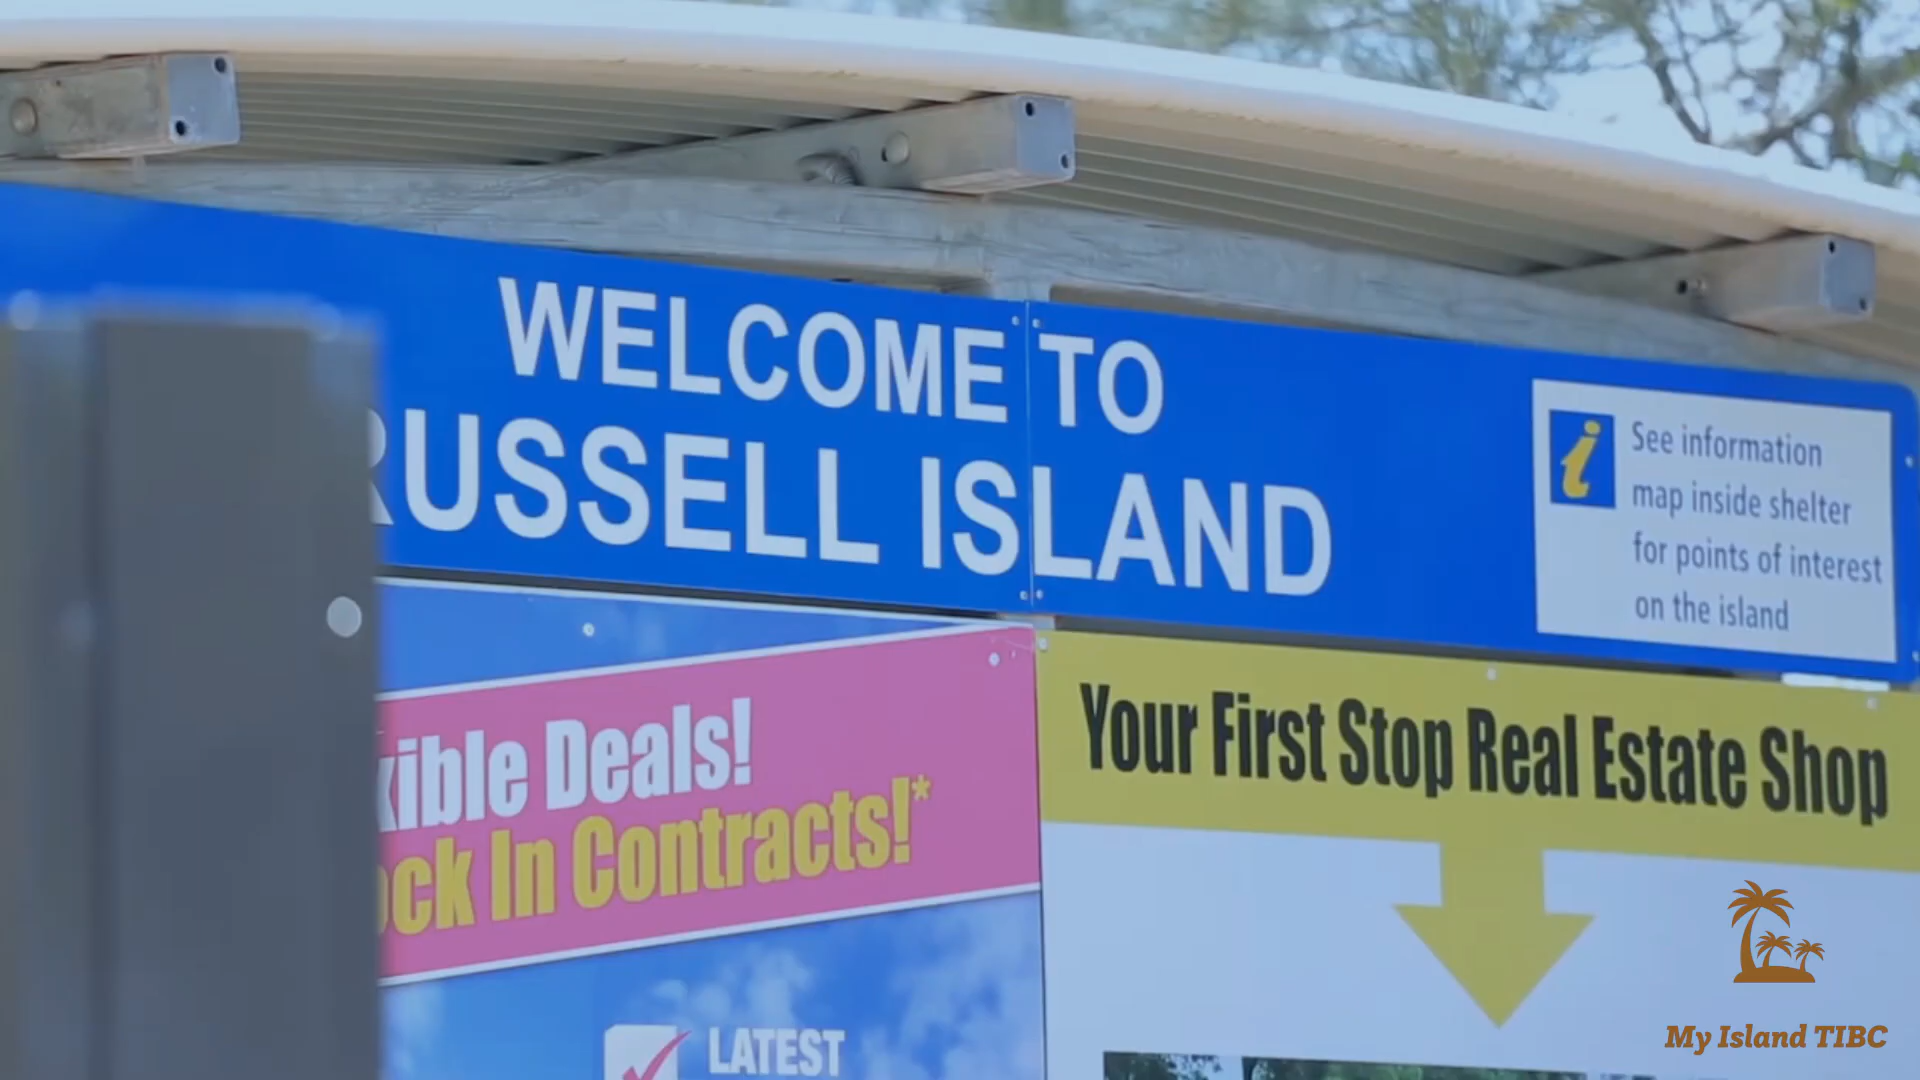 WELCOME TO
RUSSELL ISLAND
See information
map inside shelter
for points of interest
on the island
xible Deals!
ock In Contracts!*
LATEST
Your First Stop Real Estate Shop
My Island TIBC